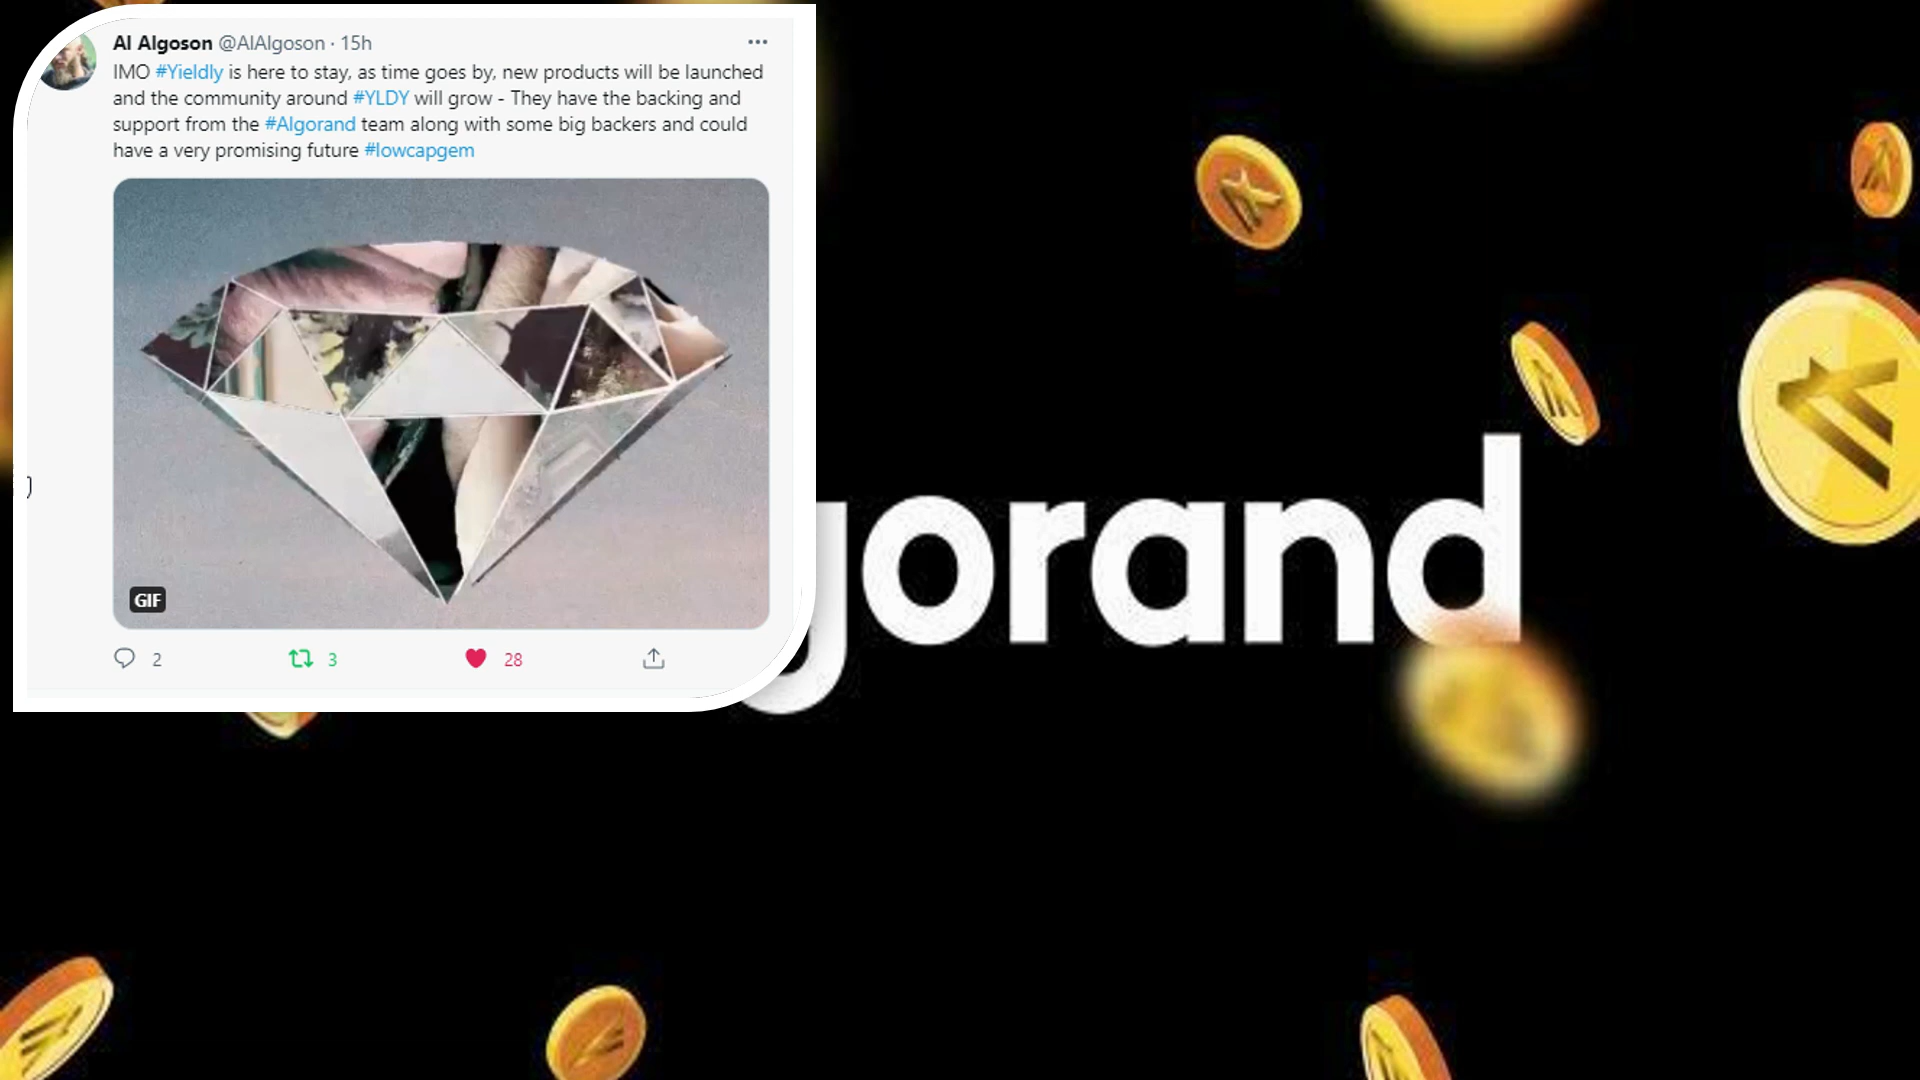 Al Algoson @AlAlgoson · 15h
IMO #Yieldly is here to stay, as time goes by, new products will be launched
and the community around #YLDY will grow - They have the backing and
support from the #Algorand team along with some big backers and could
have a very promising future #lowcapgem
GIF
2 3 28
gorand